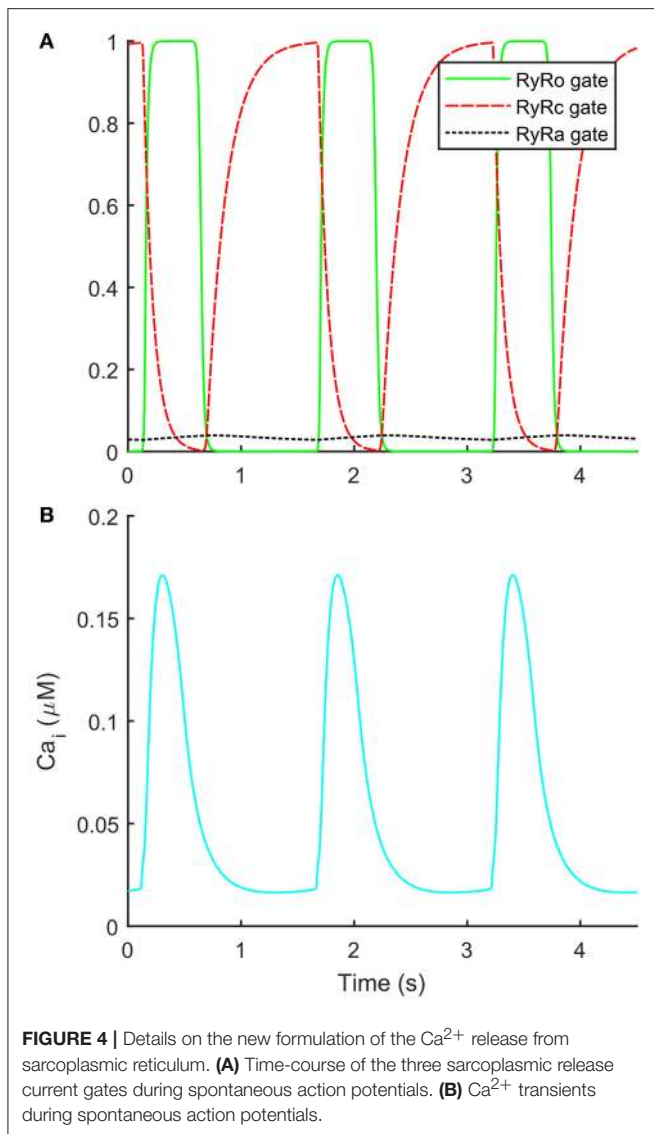 A
1
0.8
0.6
0.4
0.2
0
RyRo gate
RyRc gate
RyRa gate
0 1 2 3 4
B
0.2
0.15
0.1
0.05
0
Ca_i (μM)
0 1 2 3 4
Time (s)
FIGURE 4 | Details on the new formulation of the Ca²⁺ release from
sarcoplasmic reticulum. (A) Time-course of the three sarcoplasmic release
current gates during spontaneous action potentials. (B) Ca²⁺ transients
during spontaneous action potentials.